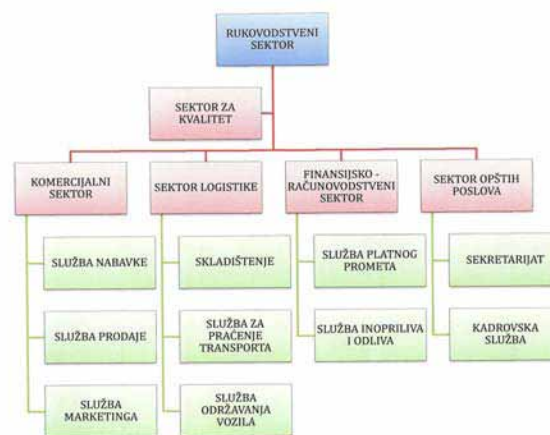 RUKOVODSTVENI
SEKTOR
SEKTOR ZA
KVALITET
KOMERCIJALNI
SEKTOR
SEKTOR LOGISTIKE
FINANSIJSKO -
RAČUNOVODSTVENI
SEKTOR
SEKTOR OPŠTIH
POSLOVA
SLUŽBA NABAVKE
SKLADIŠTENJE
SLUŽBA PLATNOG
PROMETA
SEKRETARIJAT
SLUŽBA PRODAJE
SLUŽBA ZA
PRAĆENJE
TRANSPORTA
SLUŽBA INOPRILIVA
I ODLIVA
KADROVSKA
SLUŽBA
SLUŽBA
MARKETINGA
SLUŽBA
ODRŽAVANJA
VOZILA